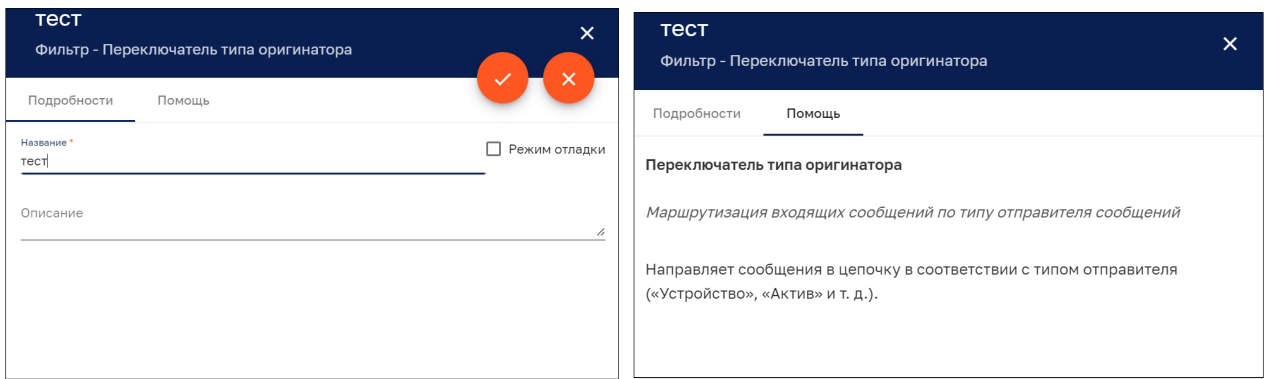 тест
Фильтр - Переключатель типа оригинатора
Подробности Помощь
Название *
тест
Режим отладки
Описание
тест
Фильтр - Переключатель типа оригинатора
Подробности Помощь
Переключатель типа оригинатора
Маршрутизация входящих сообщений по типу отправителя сообщений
Направляет сообщения в цепочку в соответствии с типом отправителя
(«Устройство», «Актив» и т. д.).